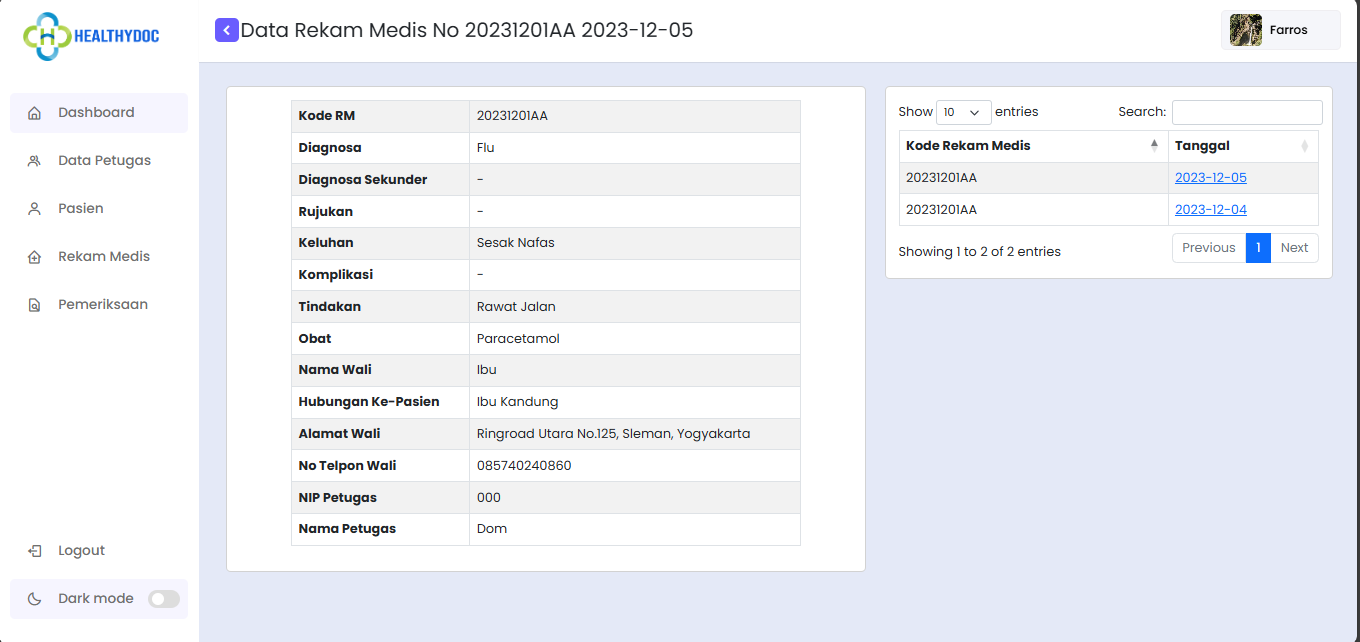 HEALTHYDOC
Data Rekam Medis No 20231201AA 2023-12-05
Farros
Dashboard
Data Petugas
Pasien
Rekam Medis
Pemeriksaan
Logout
Dark mode
Kode RM 20231201AA
Diagnosa Flu
Diagnosa Sekunder -
Rujukan -
Keluhan Sesak Nafas
Komplikasi -
Tindakan Rawat Jalan
Obat Paracetamol
Nama Wali Ibu
Hubungan Ke-Pasien Ibu Kandung
Alamat Wali Ringroad Utara No.125, Sleman, Yogyakarta
No Telpon Wali 085740240860
NIP Petugas 000
Nama Petugas Dom
Show 10 entries Search:
Kode Rekam Medis Tanggal
20231201AA 2023-12-05
20231201AA 2023-12-04
Showing 1 to 2 of 2 entries Previous 1 Next